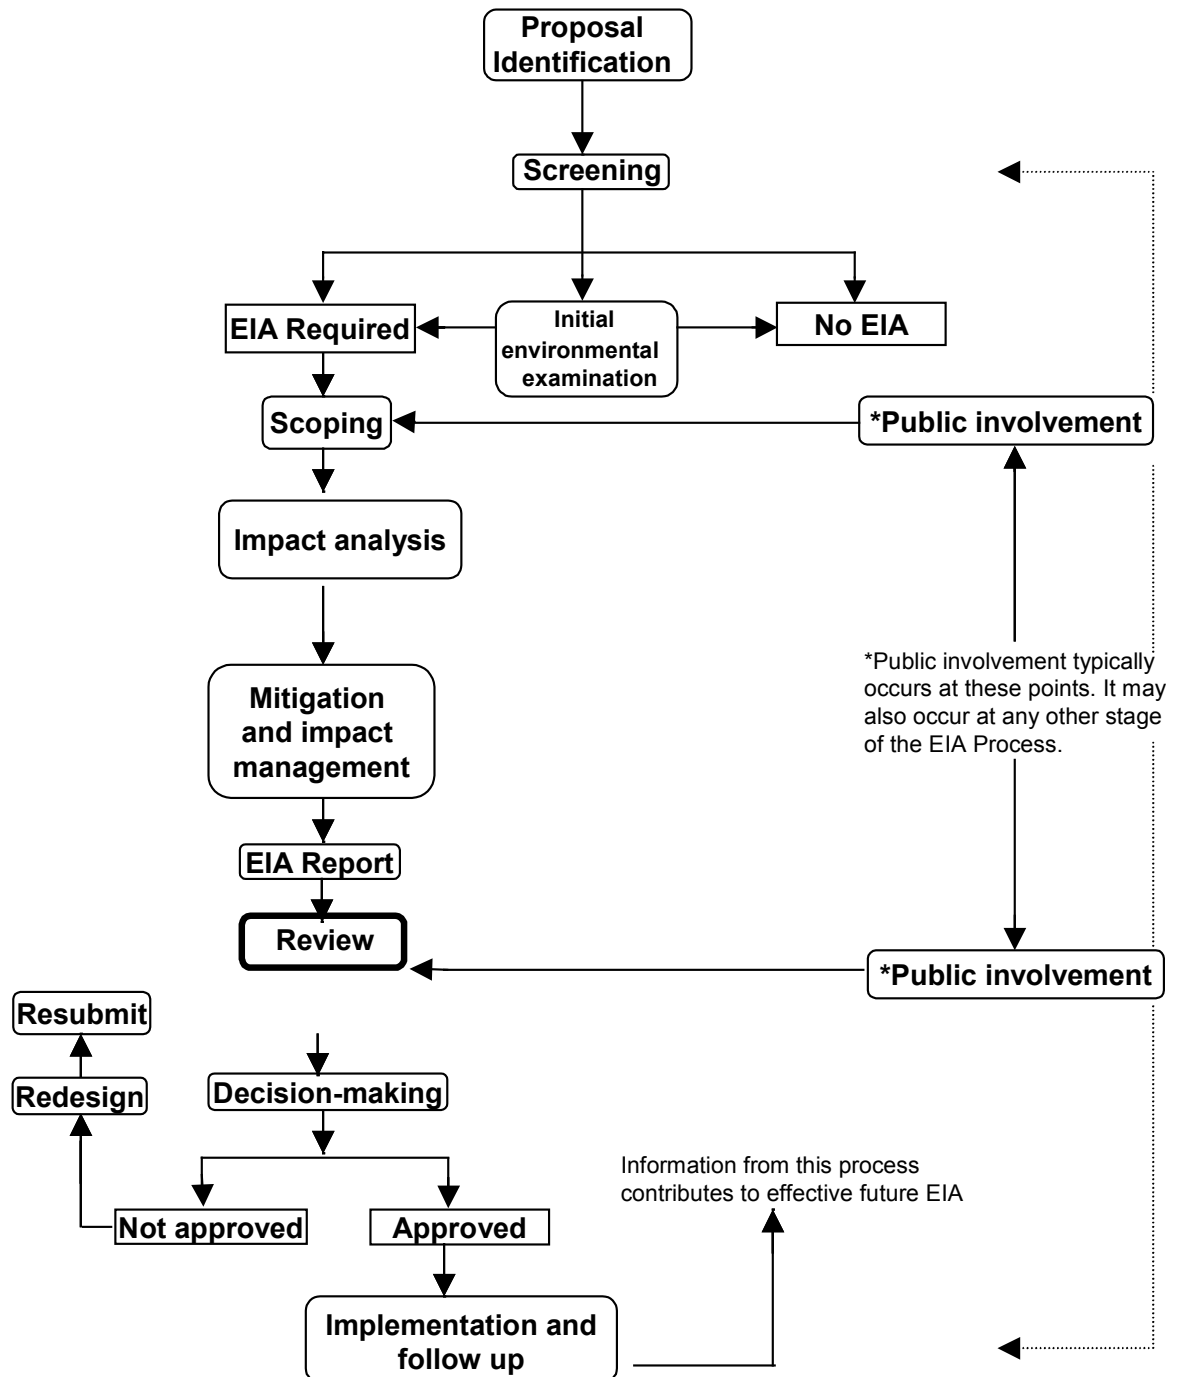 Proposal
Identification
Screening
EIA Required
Initial
environmental
examination
No EIA
Scoping
*Public involvement
Impact analysis
*Public involvement typically
occurs at these points. It may
also occur at any other stage
of the EIA Process.
Mitigation
and impact
management
EIA Report
Review
*Public involvement
Resubmit
Redesign
Decision-making
Information from this process
contributes to effective future EIA
Not approved
Approved
Implementation and
follow up